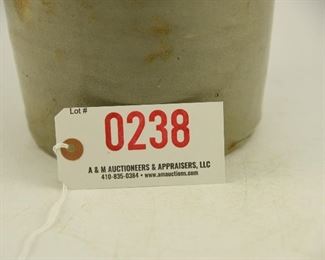 Lot #
0238
A & M AUCTIONEERS & APPRAISERS, LLC
410-835-0384 • www.amauctions.com